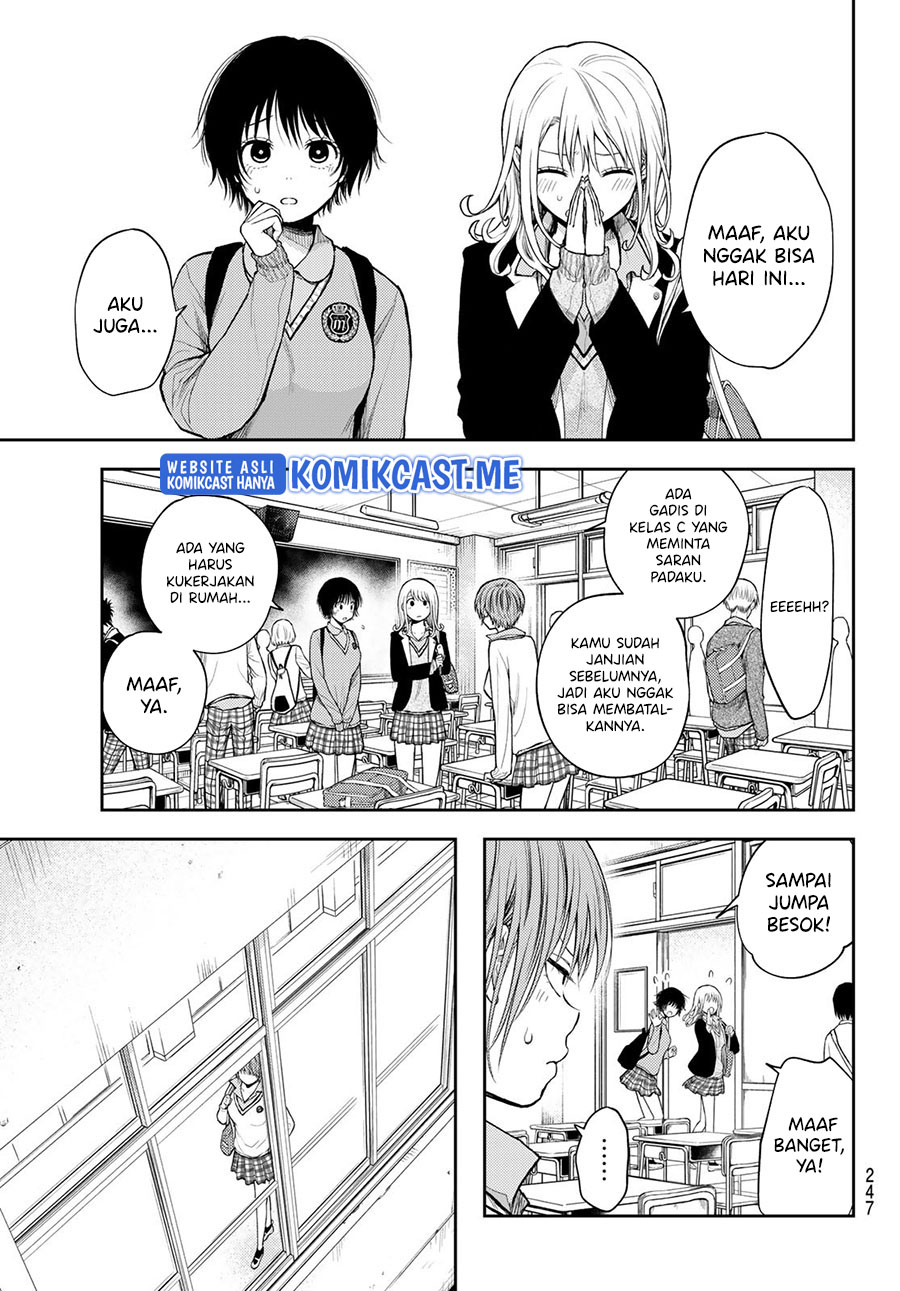 MAAF, AKU
NGGAK BISA
HARI INI...
AKU
JUGA...
WEBSITE ASLI
KOMIKCAST HANYA
KOMIKCAST.ME
EEEEHH?
ADA
GADIS DI
KELAS C YANG
MEMINTA
SARAN
PADAKU.
KAMU SUDAH
JANJIAN
SEBELUMNYA,
JADI AKU NGGAK
BISA MEMBATAL-
KANNYA.
ADA YANG
HARUS
KUKERJAKAN
DI RUMAH...
MAAF,
YA.
SAMPAI
JUMPA
BESOK!
MAAF
BANGET,
YA!
......
247